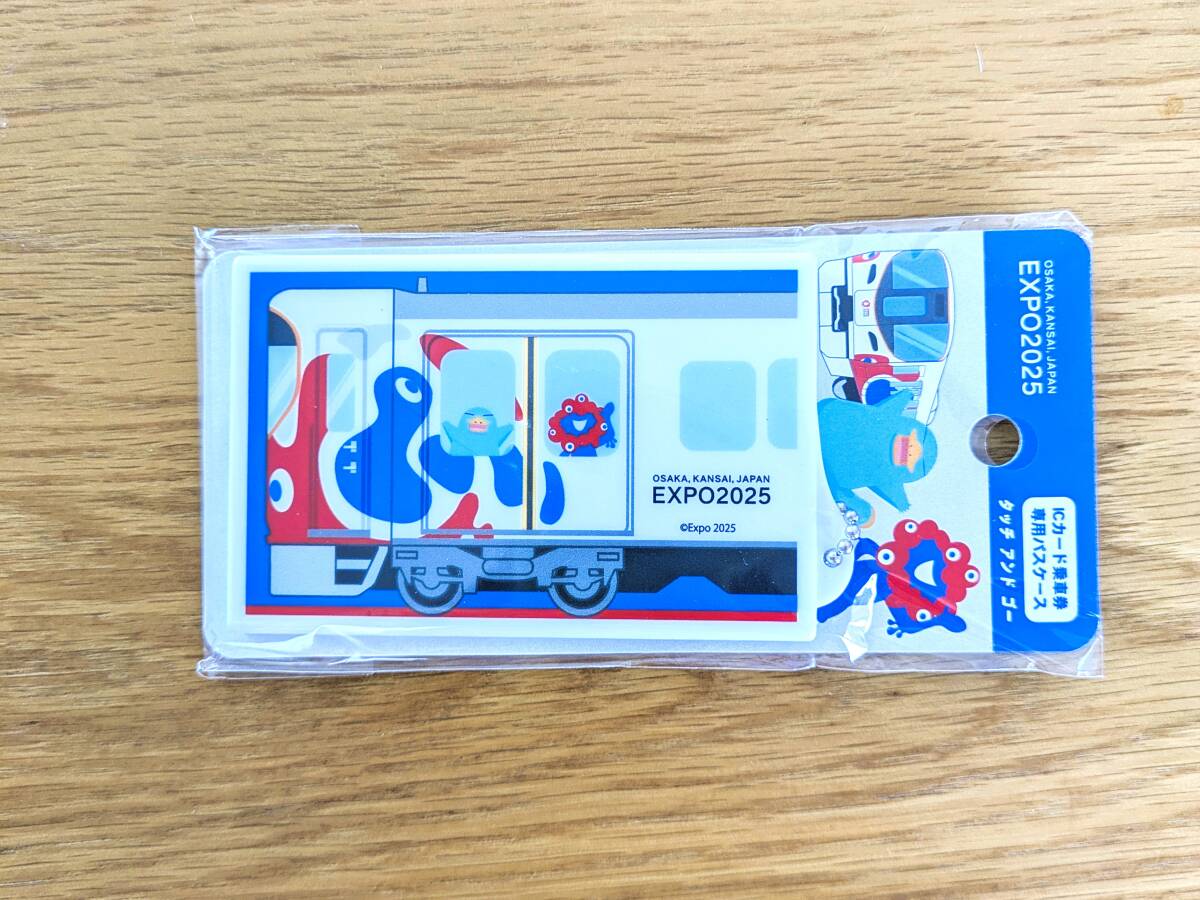 OSAKA, KANSAI, JAPAN
EXPO2025
©Expo 2025
OSAKA, KANSAI, JAPAN
EXPO2025
ICカード乗車券
専用パスケース
タッチ アンド ゴー